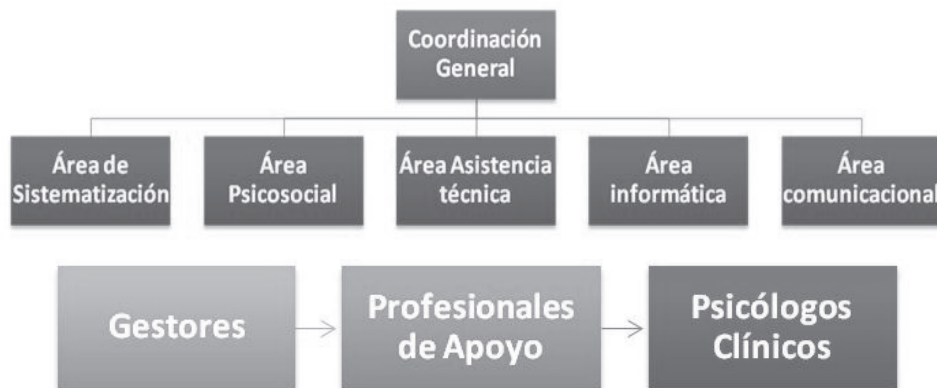 Coordinación
General
Área de
Sistematización
Área
Psicosocial
Área Asistencia
técnica
Área
informática
Área
comunicacional
Gestores
Profesionales
de Apoyo
Psicólogos
Clínicos